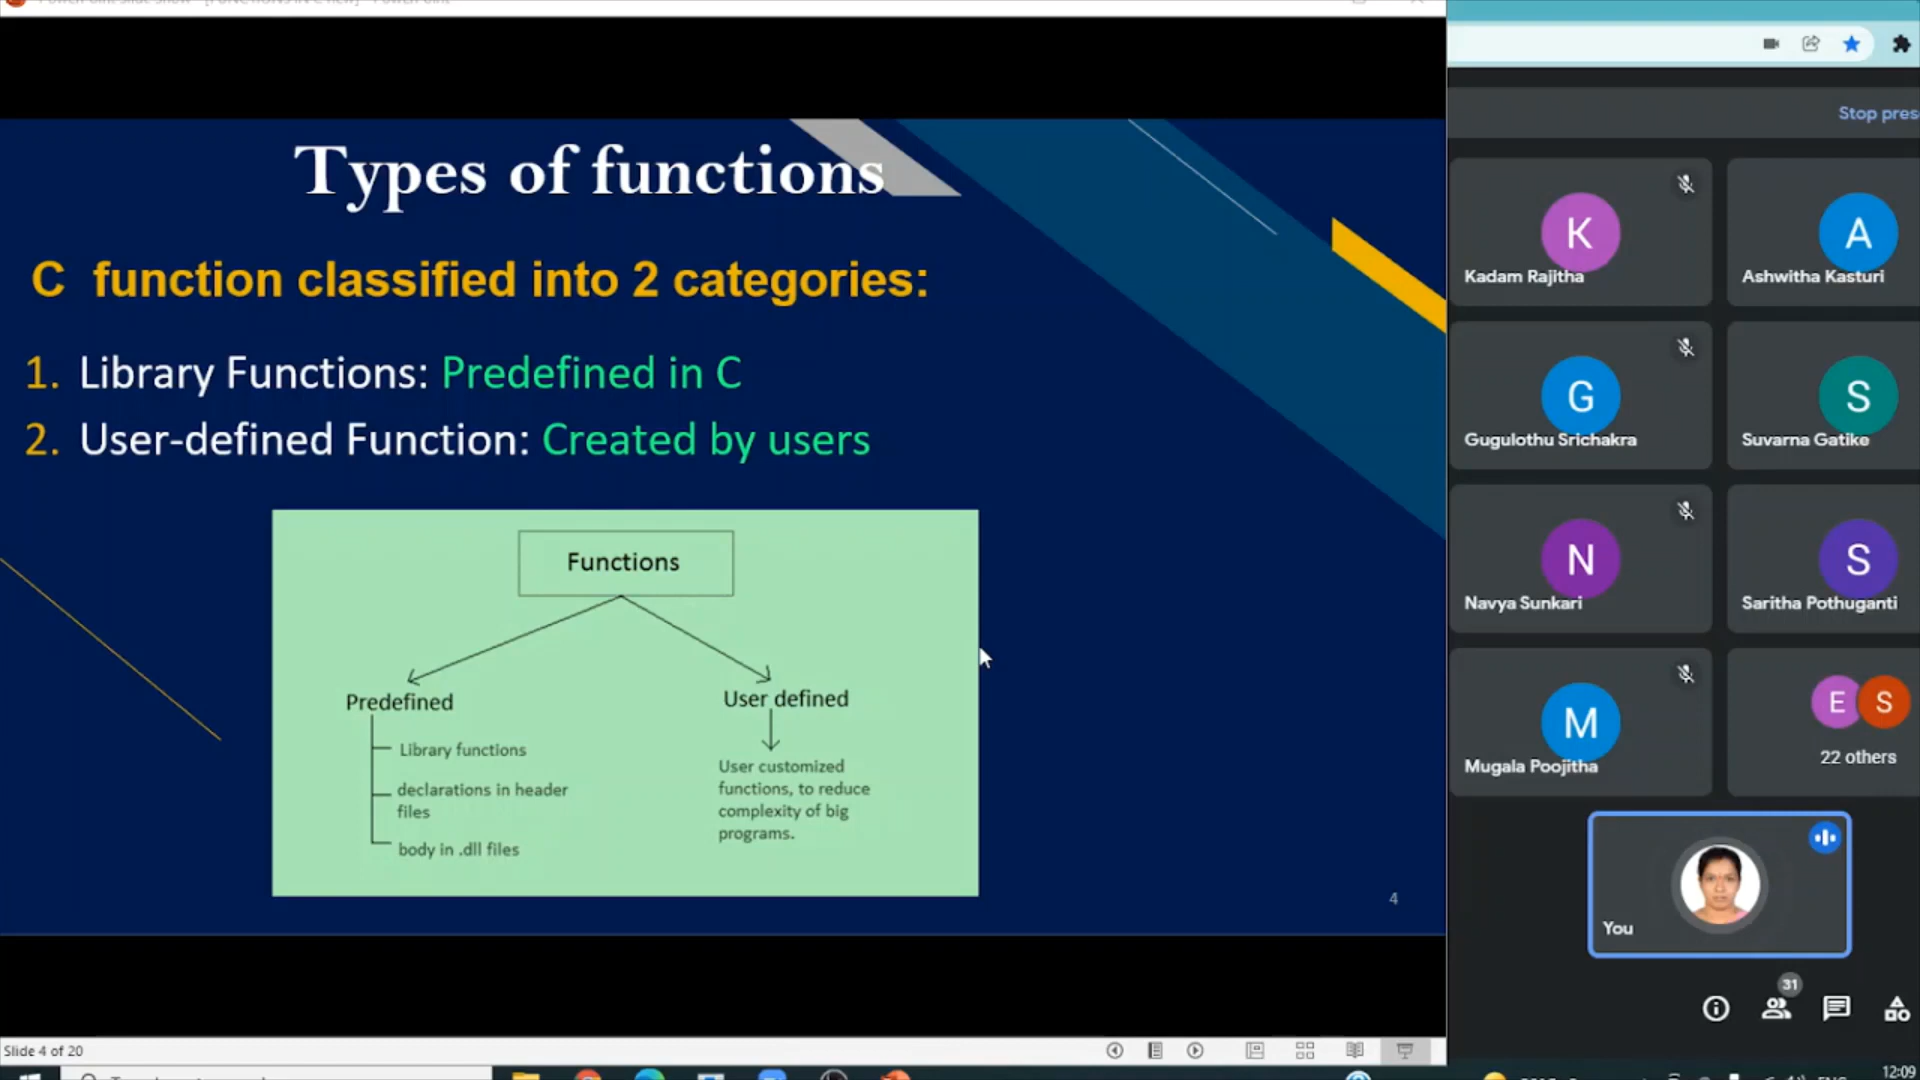 Types of functions
C function classified into 2 categories:
1. Library Functions: Predefined in C
2. User-defined Function: Created by users
Functions
Predefined
User defined
Library functions
declarations in header
files
body in .dll files
User customized
functions, to reduce
complexity of big
programs.
4
Slide 4 of 20
Stop pres
K
Kadam Rajitha
A
Ashwitha Kasturi
G
Gugulothu Srichakra
S
Suvarna Gatike
N
Navya Sunkari
S
Saritha Pothuganti
M
Mugala Poojitha
E S
22 others
You
31
12:09